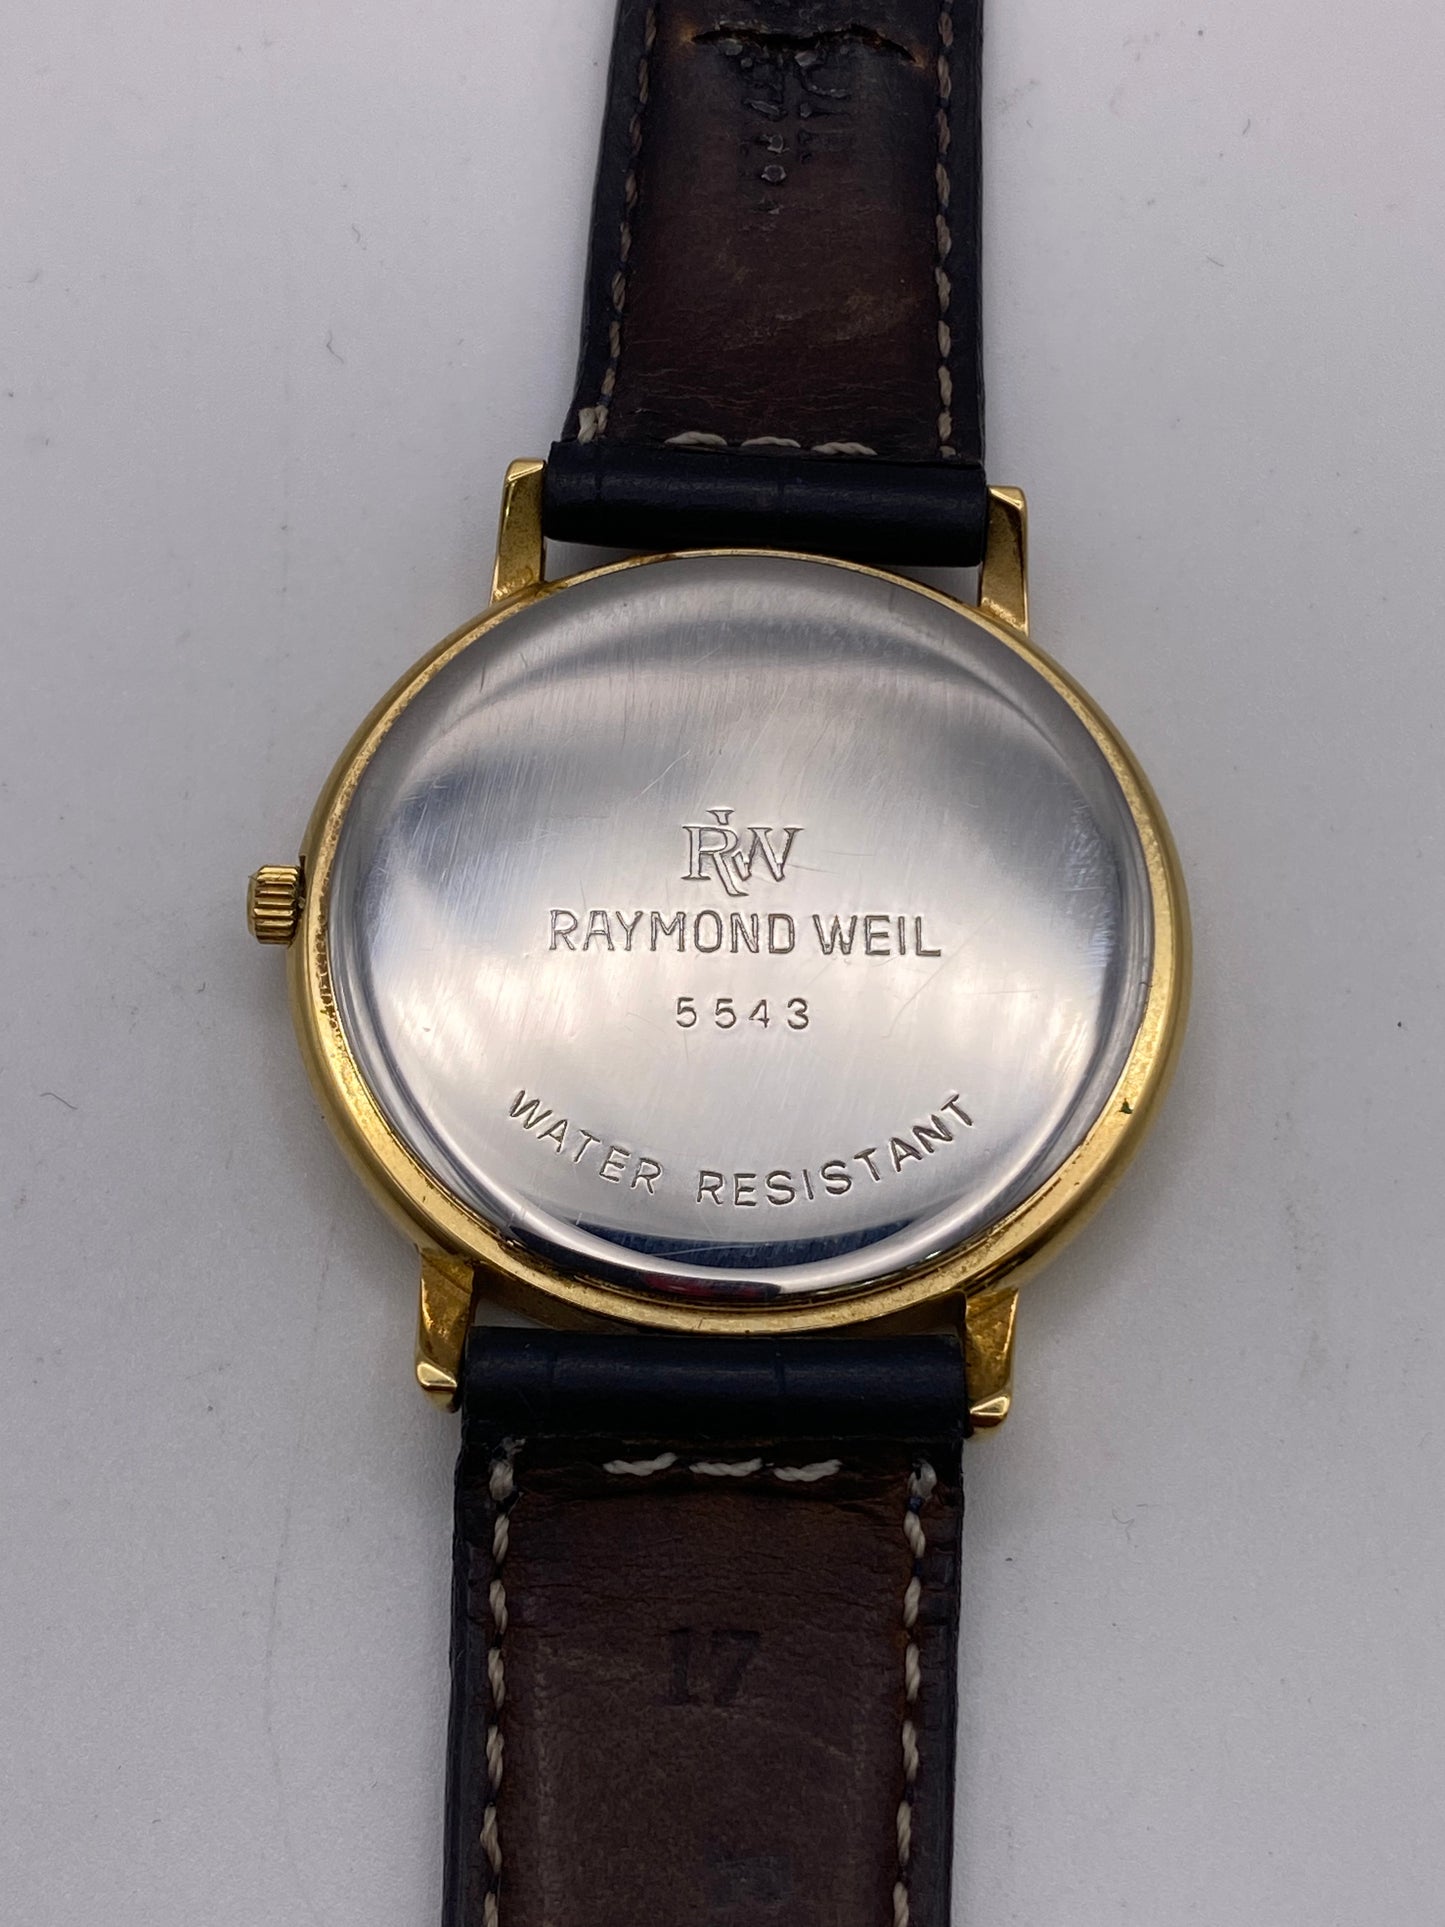 RW
RAYMOND WEIL
5543
WATER RESISTANT
17